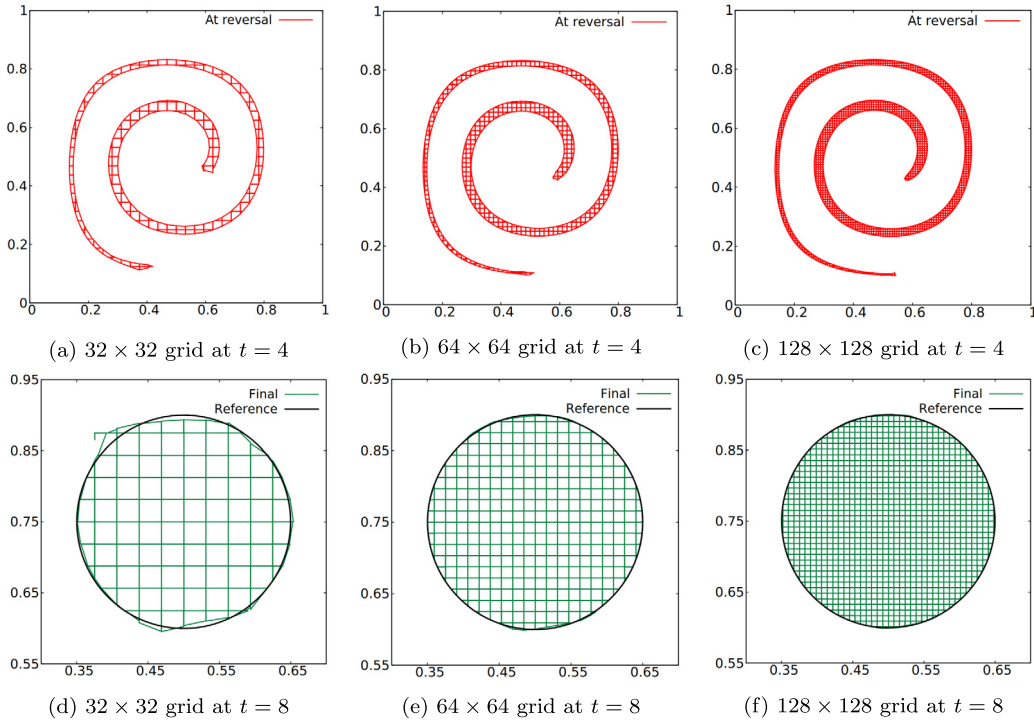 At reversal
1
0.8
0.6
0.4
0.2
0
0.2 0.4 0.6 0.8 1
(a) 32 × 32 grid at t = 4
At reversal
1
0.8
0.6
0.4
0.2
0
0.2 0.4 0.6 0.8 1
(b) 64 × 64 grid at t = 4
At reversal
1
0.8
0.6
0.4
0.2
0
0.2 0.4 0.6 0.8 1
(c) 128 × 128 grid at t = 4
0.95
Final
Reference
0.85
0.75
0.65
0.55
0.35 0.45 0.55 0.65
(d) 32 × 32 grid at t = 8
0.95
Final
Reference
0.85
0.75
0.65
0.55
0.35 0.45 0.55 0.65
(e) 64 × 64 grid at t = 8
0.95
Final
Reference
0.85
0.75
0.65
0.55
0.35 0.45 0.55 0.65
(f) 128 × 128 grid at t = 8